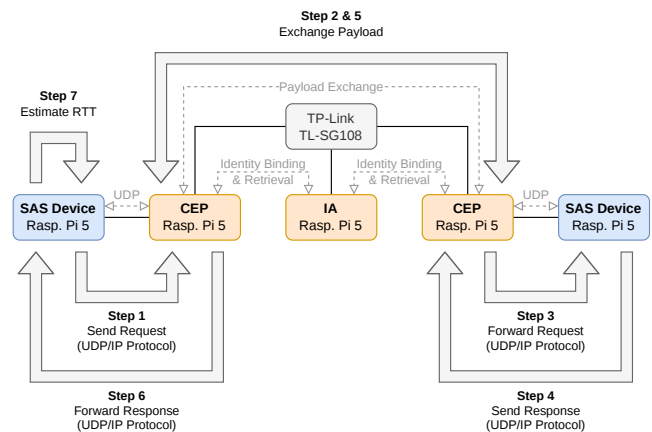 Step 2 & 5
Exchange Payload
Step 7
Estimate RTT
Payload Exchange
TP-Link
TL-SG108
Identity Binding
& Retrieval
Identity Binding
& Retrieval
UDP
UDP
SAS Device
Rasp. Pi 5
CEP
Rasp. Pi 5
IA
Rasp. Pi 5
CEP
Rasp. Pi 5
SAS Device
Rasp. Pi 5
Step 1
Send Request
(UDP/IP Protocol)
Step 3
Forward Request
(UDP/IP Protocol)
Step 6
Forward Response
(UDP/IP Protocol)
Step 4
Send Response
(UDP/IP Protocol)